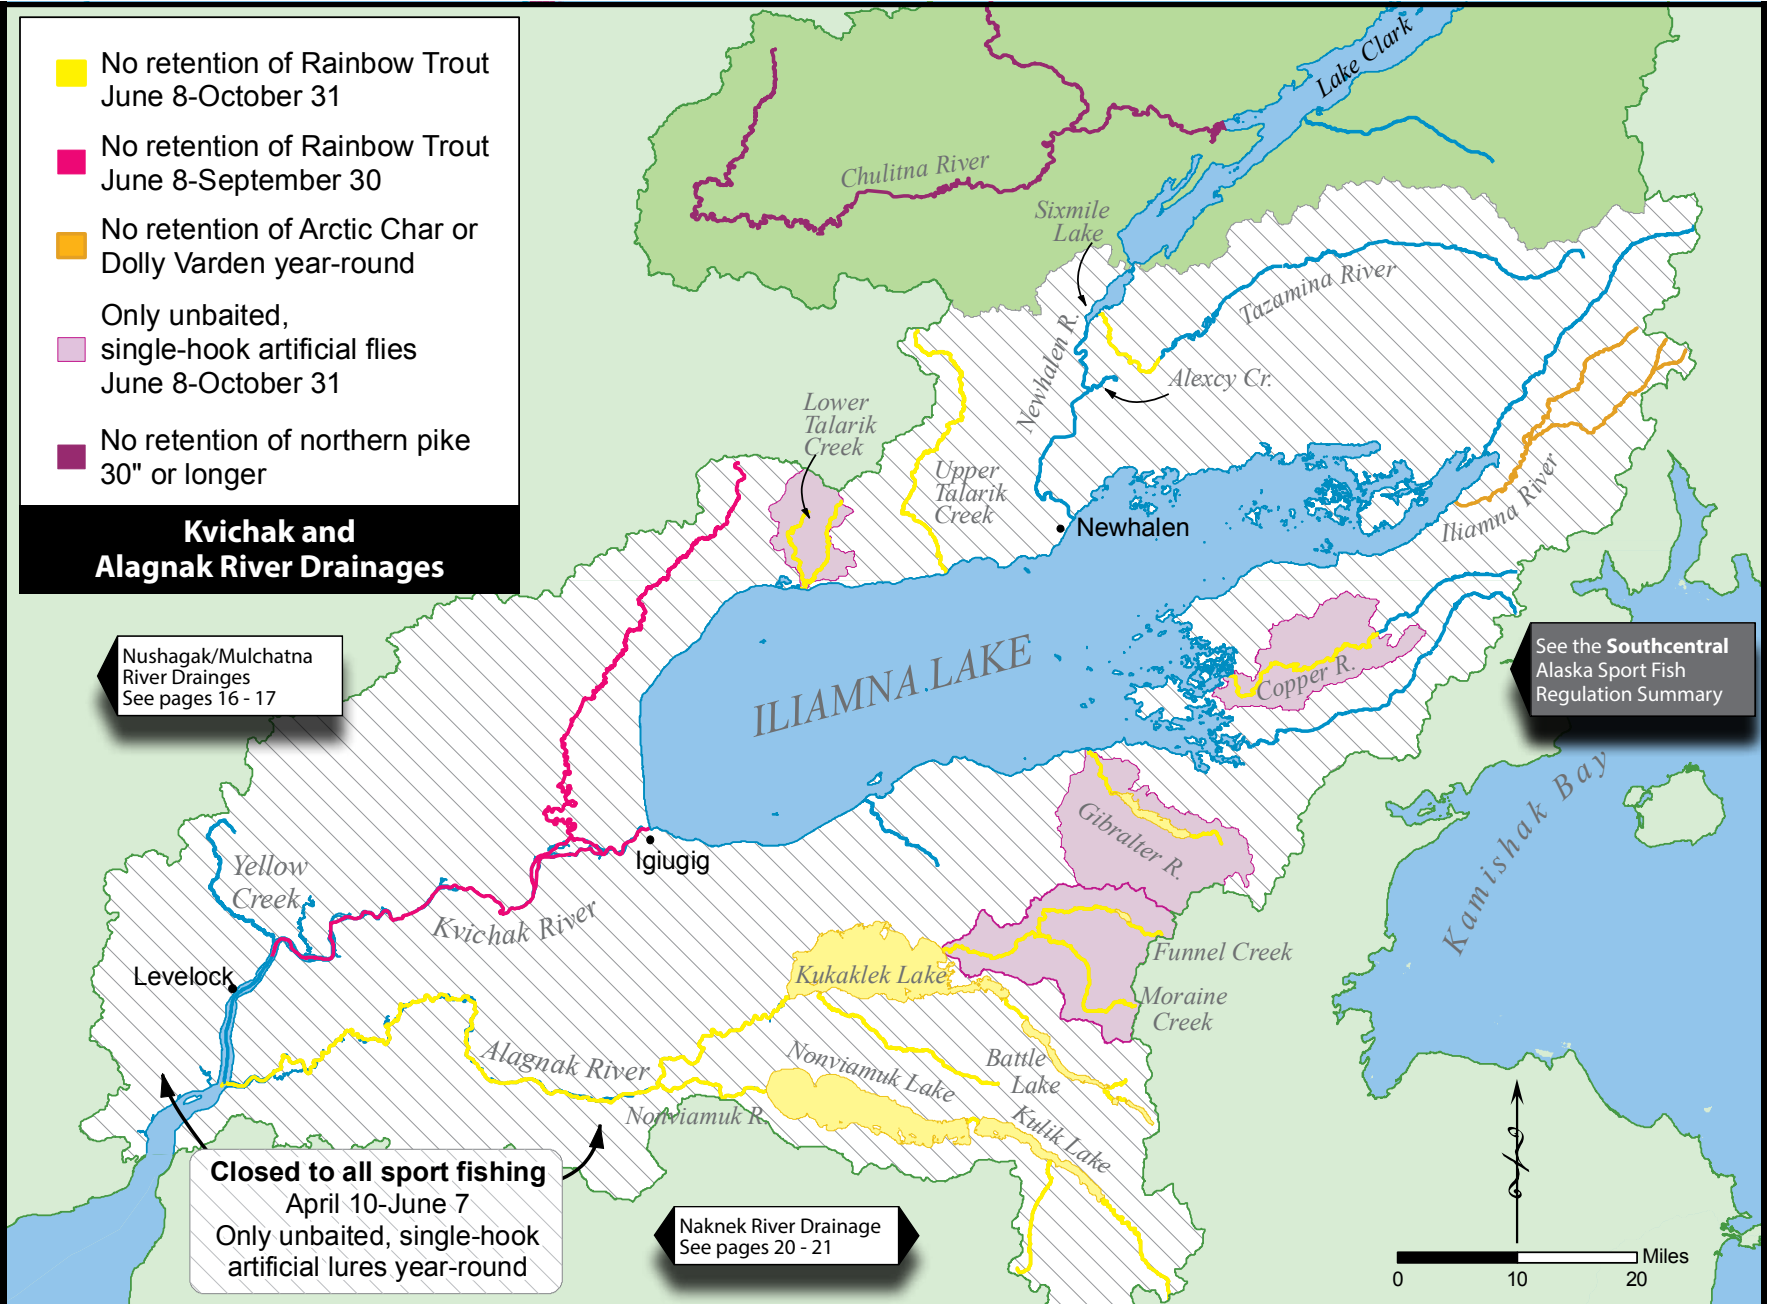 No retention of Rainbow Trout
June 8-October 31
No retention of Rainbow Trout
June 8-September 30
No retention of Arctic Char or
Dolly Varden year-round
Only unbaited,
single-hook artificial flies
June 8-October 31
No retention of northern pike
30" or longer
Kvichak and
Alagnak River Drainages
Lake Clark
Chulitna River
Sixmile
Lake
Tazamina River
Newhalen R.
Alexcy Cr.
Lower
Talarik
Creek
Upper
Talarik
Creek
Newhalen
Iliamna River
Nushagak/Mulchatna
River Drainges
See pages 16 - 17
ILIAMNA LAKE
Copper R.
See the Southcentral
Alaska Sport Fish
Regulation Summary
Kamishak Bay
Gibralter R.
Igiugig
Yellow
Creek
Kvichak River
Levelock
Kukaklek Lake
Funnel Creek
Moraine
Creek
Alagnak River
Nonviamuk Lake
Battle
Lake
Nonviamuk R.
Kulik Lake
Closed to all sport fishing
April 10-June 7
Only unbaited, single-hook
artificial lures year-round
Naknek River Drainage
See pages 20 - 21
N
Miles
0 10 20